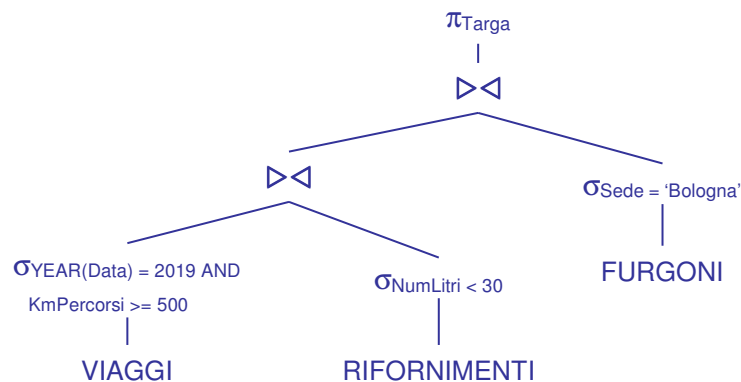 πTarga
▷◁
▷◁
σSede = ‘Bologna’
σYEAR(Data) = 2019 AND
KmPercorsi >= 500
σNumLitri < 30
FURGONI
VIAGGI
RIFORNIMENTI